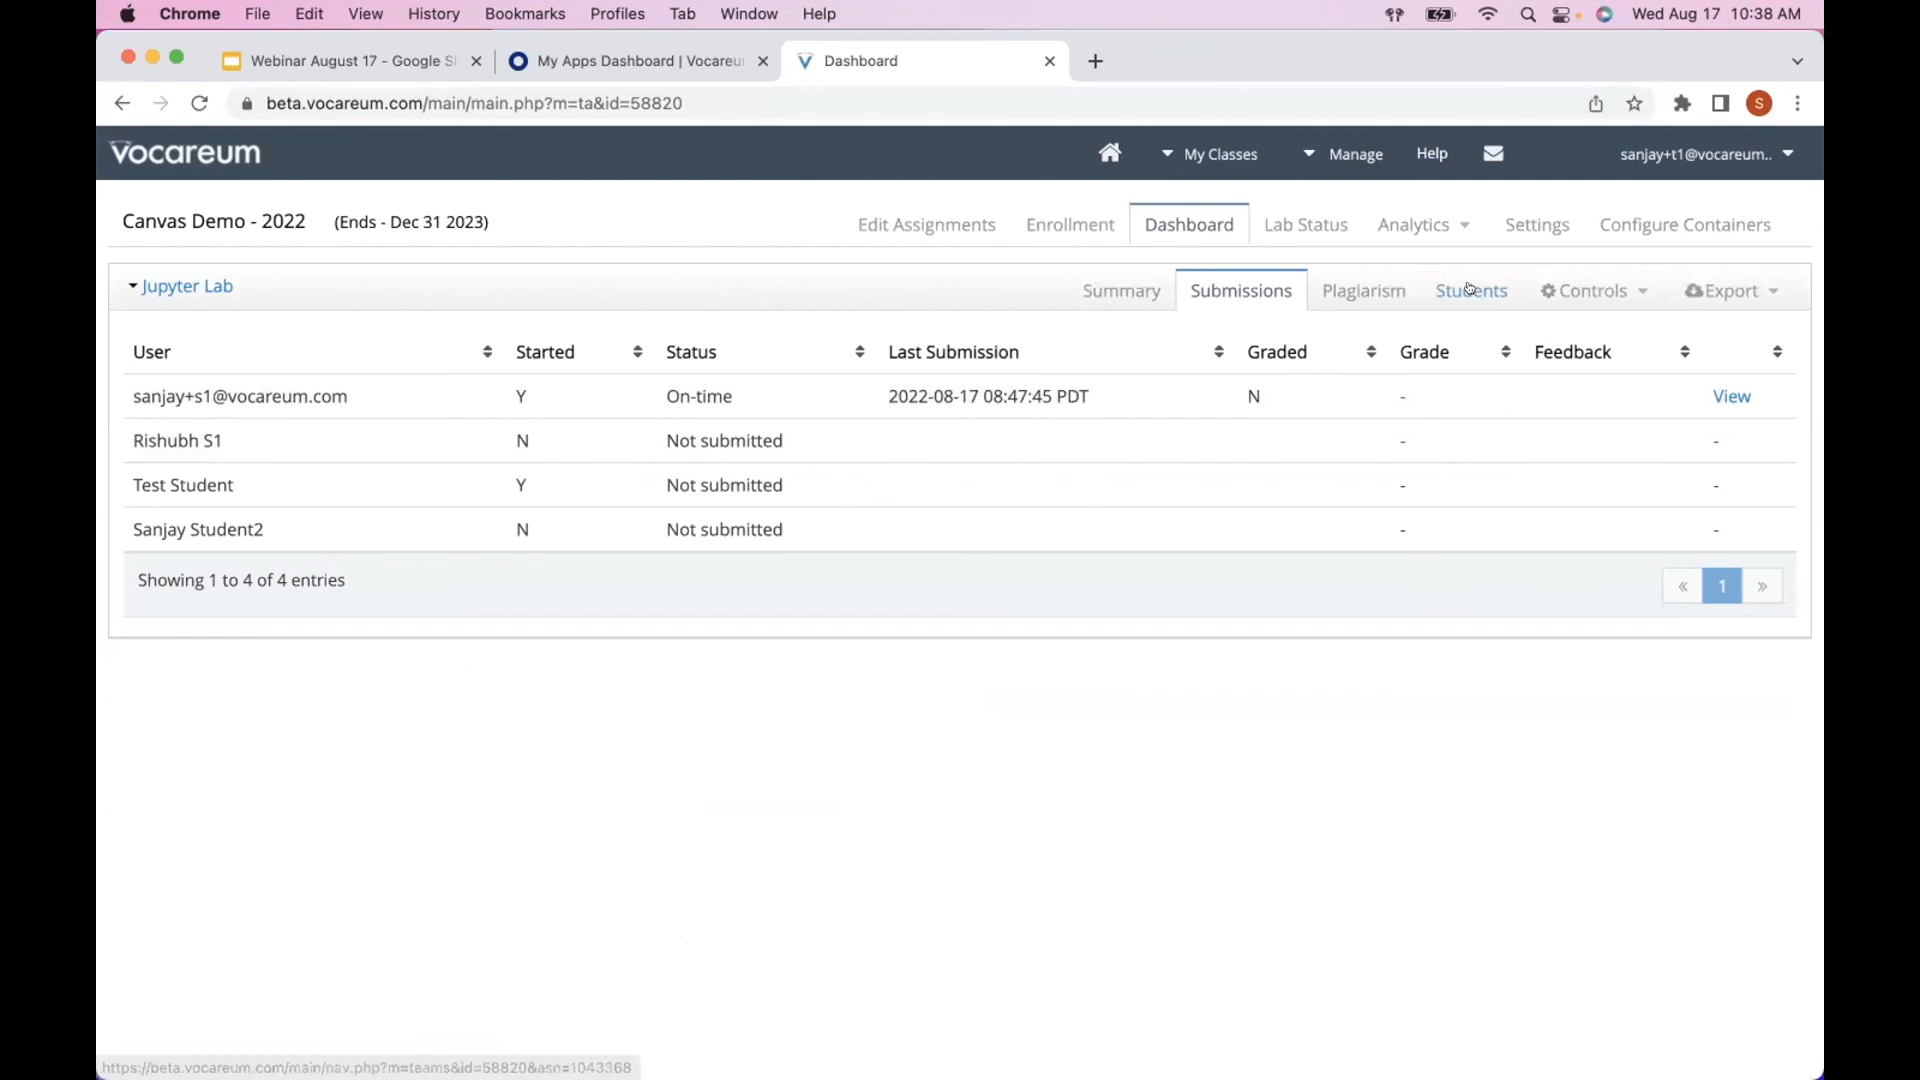 Chrome File Edit View History Bookmarks Profiles Tab Window Help Wed Aug 17 10:38 AM
Webinar August 17 - Google Sl My Apps Dashboard | Vocareu Dashboard
beta.vocareum.com/main/main.php?m=ta&id=58820 S
vocareum My Classes Manage Help sanjay+t1@vocareum..
Canvas Demo - 2022 (Ends - Dec 31 2023) Edit Assignments Enrollment Dashboard Lab Status Analytics Settings Configure Containers
Jupyter Lab Summary Submissions Plagiarism Students Controls Export
User Started Status Last Submission Graded Grade Feedback
sanjay+s1@vocareum.com Y On-time 2022-08-17 08:47:45 PDT N - View
Rishubh S1 N Not submitted - -
Test Student Y Not submitted - -
Sanjay Student2 N Not submitted - -
Showing 1 to 4 of 4 entries « 1 »
https://beta.vocareum.com/main/nav.php?m=teams&id=58820&asn=1043368